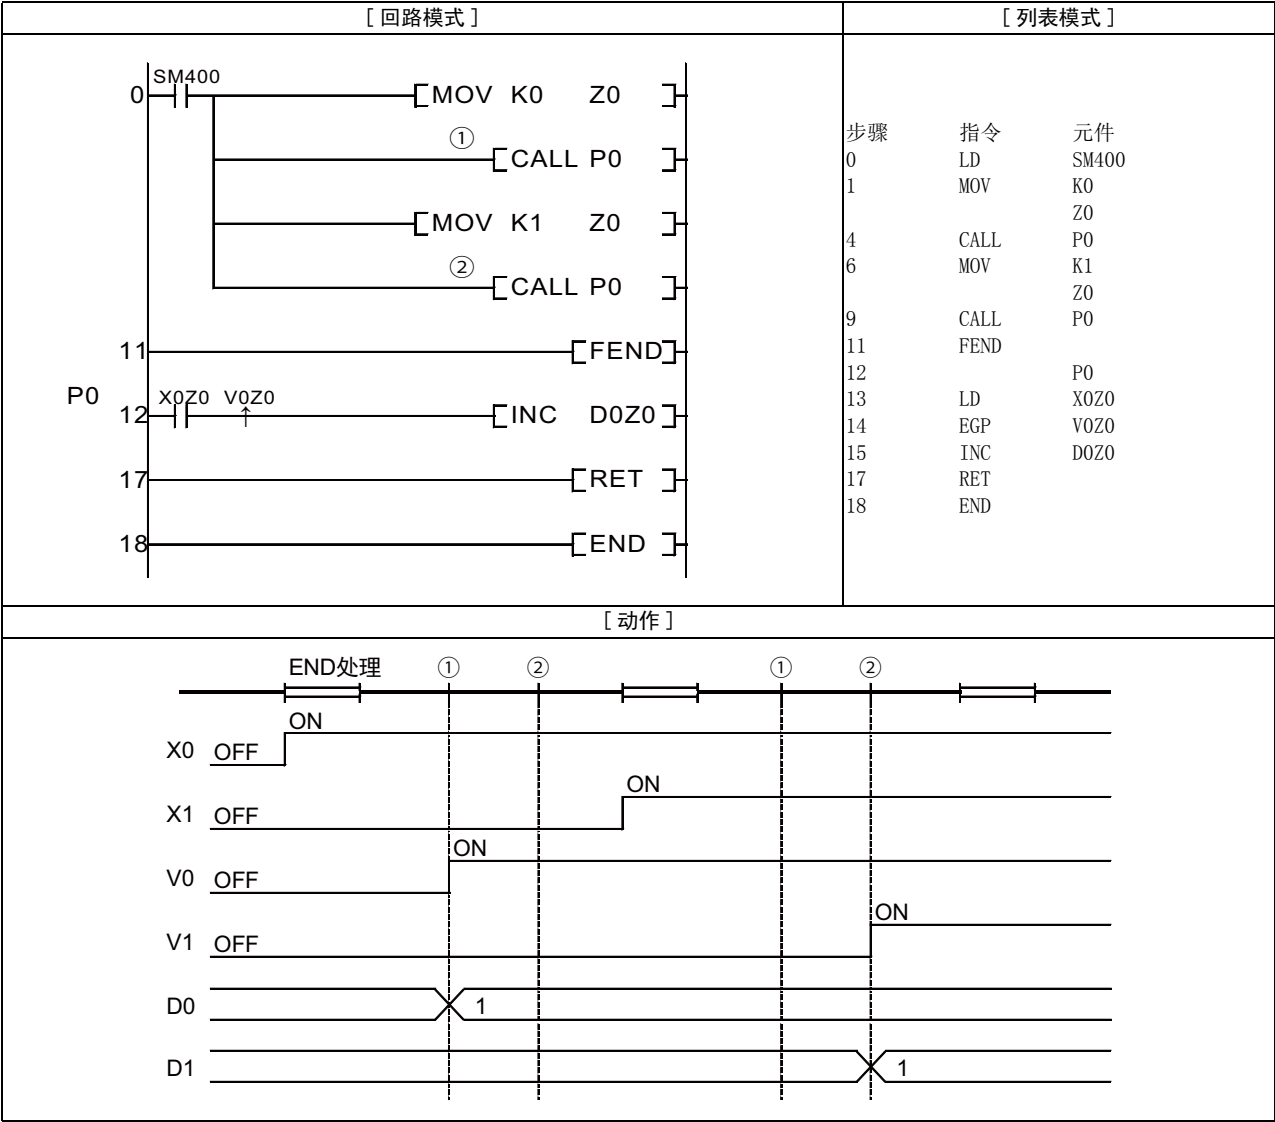 [ 回路模式 ]
[ 列表模式 ]
SM400
0 MOV K0 Z0
①
CALL P0
MOV K1 Z0
②
CALL P0
11 FEND
P0
X0Z0 V0Z0
12 ↑ INC D0Z0
17 RET
18 END
步骤 指令 元件
0 LD SM400
1 MOV K0
Z0
4 CALL P0
6 MOV K1
Z0
9 CALL P0
11 FEND
12 P0
13 LD X0Z0
14 EGP V0Z0
15 INC D0Z0
17 RET
18 END
[ 动作 ]
END处理 ① ② ① ②
ON
X0 OFF
ON
X1 OFF
ON
V0 OFF
ON
V1 OFF
D0 1
D1 1